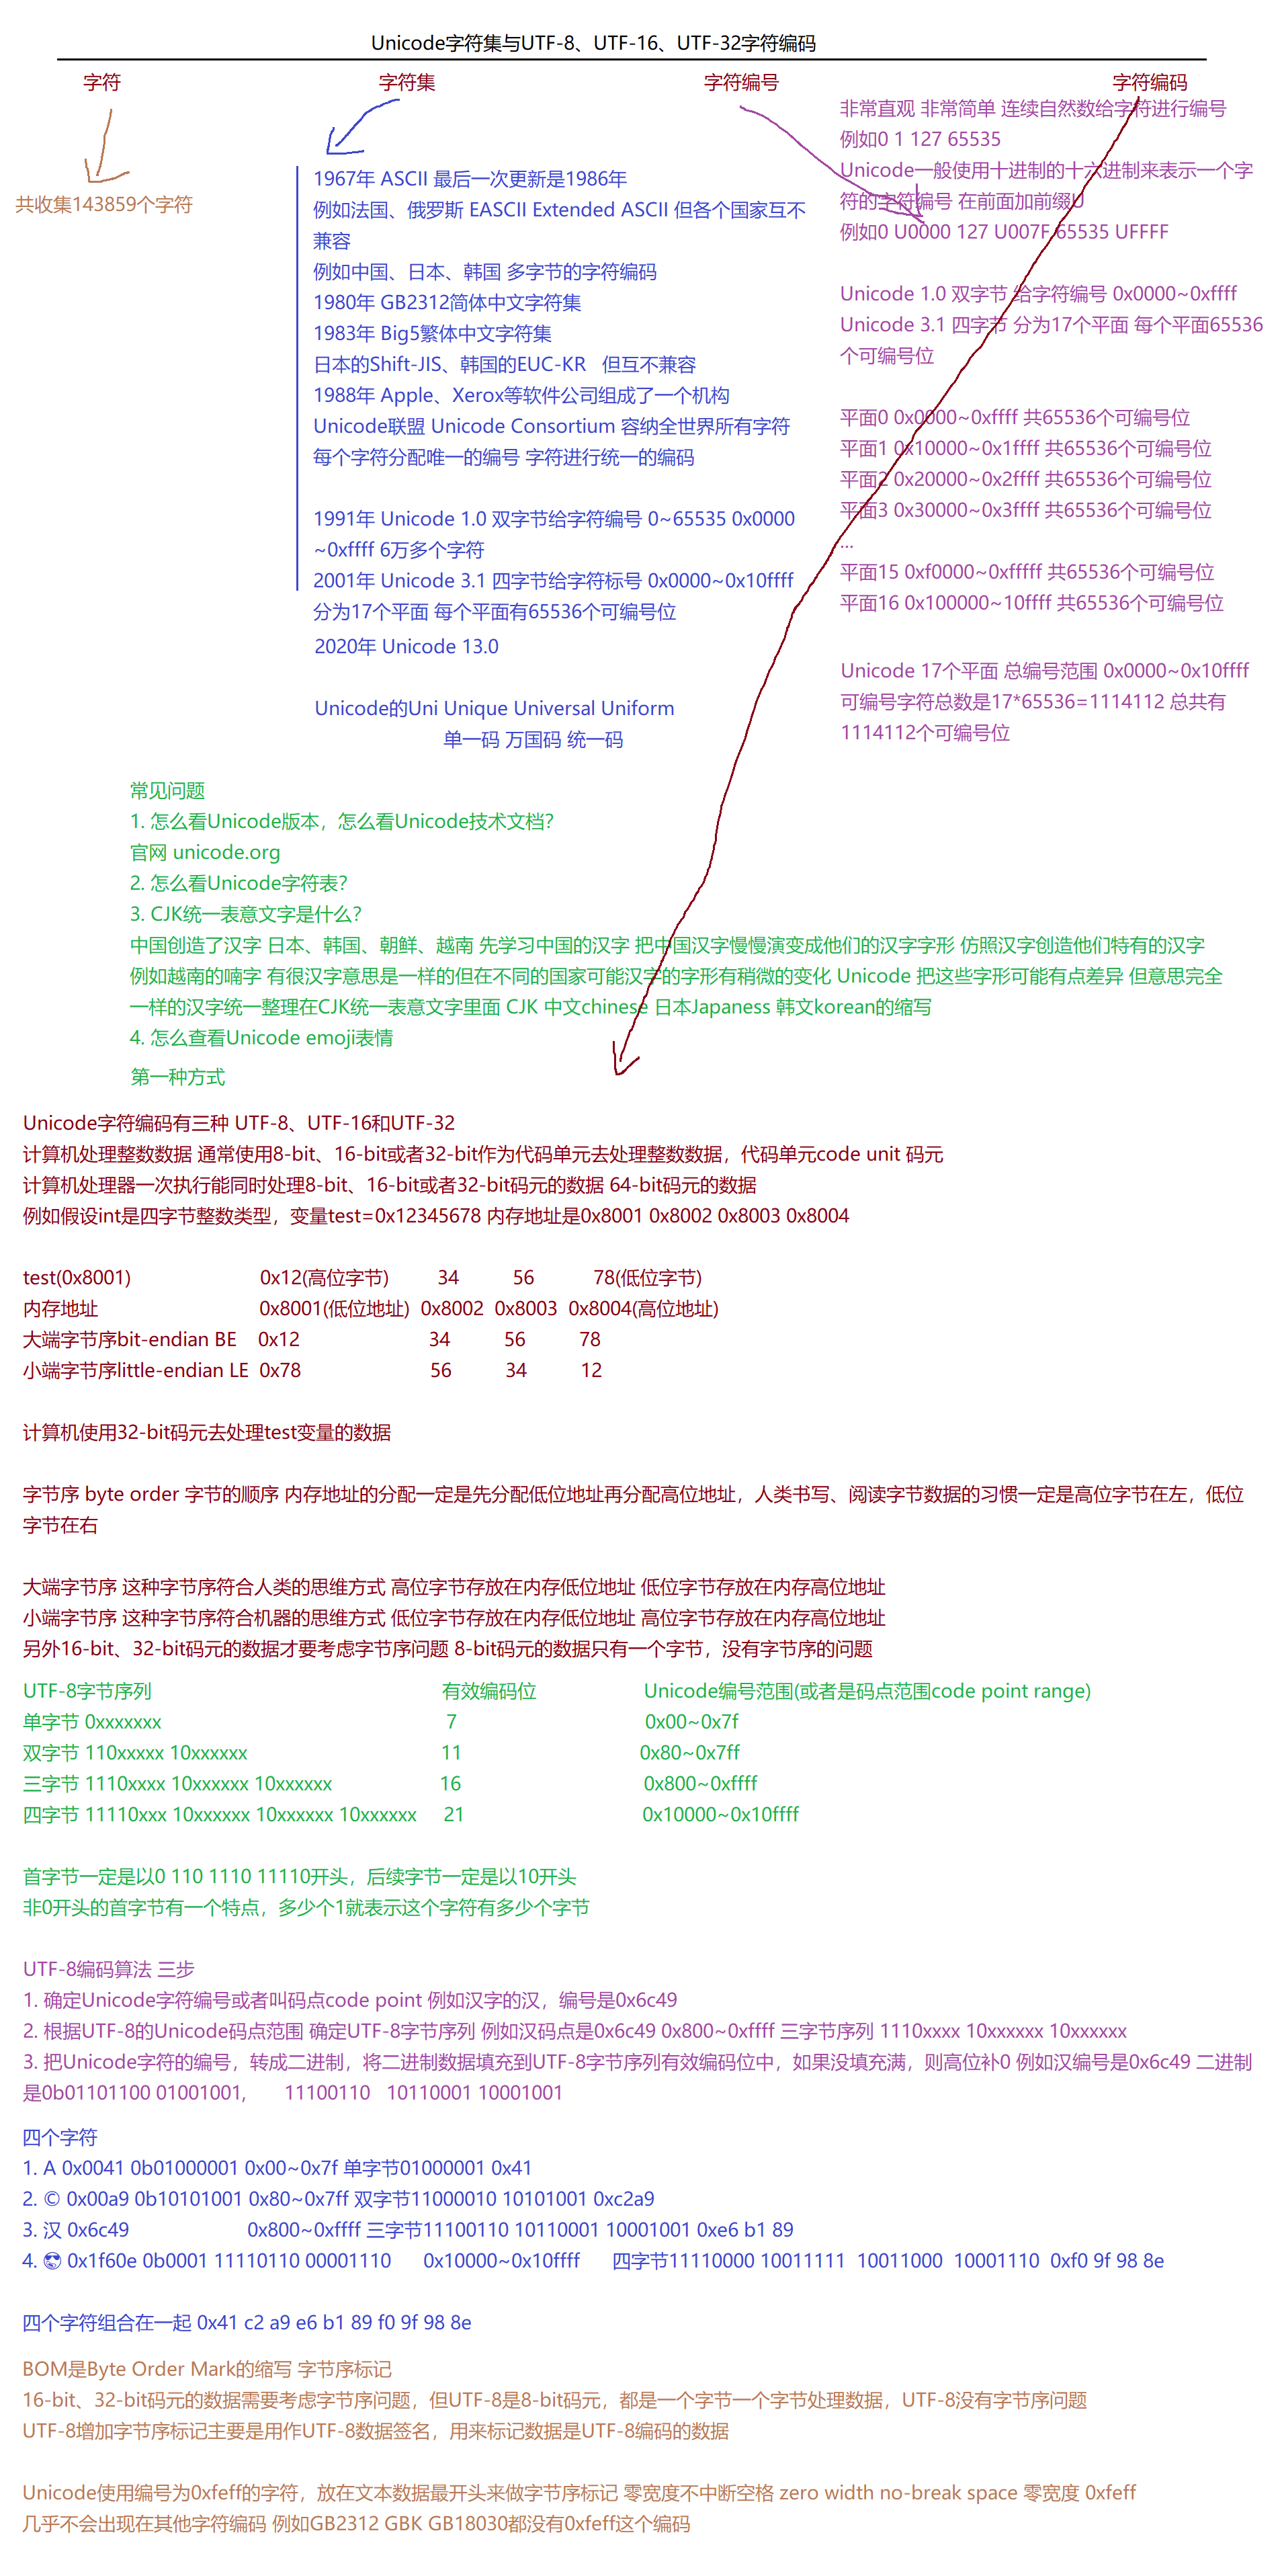 Unicode字符集与UTF-8、UTF-16、UTF-32字符编码
字符 字符集 字符编号 字符编码
共收集143859个字符
1967年 ASCII 最后一次更新是1986年
例如法国、俄罗斯 EASCII Extended ASCII 但各个国家互不
兼容
例如中国、日本、韩国 多字节的字符编码
1980年 GB2312简体中文字符集
1983年 Big5繁体中文字符集
日本的Shift-JIS、韩国的EUC-KR 但互不兼容
1988年 Apple、Xerox等软件公司组成了一个机构
Unicode联盟 Unicode Consortium 容纳全世界所有字符
每个字符分配唯一的编号 字符进行统一的编码
1991年 Unicode 1.0 双字节给字符编号 0~65535 0x0000
~0xffff 6万多个字符
2001年 Unicode 3.1 四字节给字符标号 0x0000~0x10ffff
分为17个平面 每个平面有65536个可编号位
2020年 Unicode 13.0
Unicode的Uni Unique Universal Uniform
单一码 万国码 统一码
非常直观 非常简单 连续自然数给字符进行编号
例如0 1 127 65535
Unicode一般使用十进制的十六进制来表示一个字
符的字符编号 在前面加前缀U
例如0 U0000 127 U007F 65535 UFFFF
Unicode 1.0 双字节 给字符编号 0x0000~0xffff
Unicode 3.1 四字节 分为17个平面 每个平面65536
个可编号位
平面0 0x0000~0xffff 共65536个可编号位
平面1 0x10000~0x1ffff 共65536个可编号位
平面2 0x20000~0x2ffff 共65536个可编号位
平面3 0x30000~0x3ffff 共65536个可编号位
...
平面15 0xf0000~0xfffff 共65536个可编号位
平面16 0x100000~10ffff 共65536个可编号位
Unicode 17个平面 总编号范围 0x0000~0x10ffff
可编号字符总数是17*65536=1114112 总共有
1114112个可编号位
常见问题
1. 怎么看Unicode版本，怎么看Unicode技术文档？
官网 unicode.org
2. 怎么看Unicode字符表？
3. CJK统一表意文字是什么？
中国创造了汉字 日本、韩国、朝鲜、越南 先学习中国的汉字 把中国汉字慢慢演变成他们的汉字字形 仿照汉字创造他们特有的汉字
例如越南的喃字 有很汉字意思是一样的但在不同的国家可能汉字的字形有稍微的变化 Unicode 把这些字形可能有点差异 但意思完全
一样的汉字统一整理在CJK统一表意文字里面 CJK 中文chinese 日本Japaness 韩文korean的缩写
4. 怎么查看Unicode emoji表情
第一种方式
Unicode字符编码有三种 UTF-8、UTF-16和UTF-32
计算机处理整数数据 通常使用8-bit、16-bit或者32-bit作为代码单元去处理整数数据，代码单元code unit 码元
计算机处理器一次执行能同时处理8-bit、16-bit或者32-bit码元的数据 64-bit码元的数据
例如假设int是四字节整数类型，变量test=0x12345678 内存地址是0x8001 0x8002 0x8003 0x8004
test(0x8001) 0x12(高位字节) 34 56 78(低位字节)
内存地址 0x8001(低位地址) 0x8002 0x8003 0x8004(高位地址)
大端字节序bit-endian BE 0x12 34 56 78
小端字节序little-endian LE 0x78 56 34 12
计算机使用32-bit码元去处理test变量的数据
字节序 byte order 字节的顺序 内存地址的分配一定是先分配低位地址再分配高位地址，人类书写、阅读字节数据的习惯一定是高位字节在左，低位
字节在右
大端字节序 这种字节序符合人类的思维方式 高位字节存放在内存低位地址 低位字节存放在内存高位地址
小端字节序 这种字节序符合机器的思维方式 低位字节存放在内存低位地址 高位字节存放在内存高位地址
另外16-bit、32-bit码元的数据才要考虑字节序问题 8-bit码元的数据只有一个字节，没有字节序的问题
UTF-8字节序列 有效编码位 Unicode编号范围(或者是码点范围code point range)
单字节 0xxxxxxx 7 0x00~0x7f
双字节 110xxxxx 10xxxxxx 11 0x80~0x7ff
三字节 1110xxxx 10xxxxxx 10xxxxxx 16 0x800~0xffff
四字节 11110xxx 10xxxxxx 10xxxxxx 10xxxxxx 21 0x10000~0x10ffff
首字节一定是以0 110 1110 11110开头，后续字节一定是以10开头
非0开头的首字节有一个特点，多少个1就表示这个字符有多少个字节
UTF-8编码算法 三步
1. 确定Unicode字符编号或者叫码点code point 例如汉字的汉，编号是0x6c49
2. 根据UTF-8的Unicode码点范围 确定UTF-8字节序列 例如汉码点是0x6c49 0x800~0xffff 三字节序列 1110xxxx 10xxxxxx 10xxxxxx
3. 把Unicode字符的编号，转成二进制，将二进制数据填充到UTF-8字节序列有效编码位中，如果没填充满，则高位补0 例如汉编号是0x6c49 二进制
是0b01101100 01001001, 11100110 10110001 10001001
四个字符
1. A 0x0041 0b01000001 0x00~0x7f 单字节01000001 0x41
2. © 0x00a9 0b10101001 0x80~0x7ff 双字节11000010 10101001 0xc2a9
3. 汉 0x6c49 0x800~0xffff 三字节11100110 10110001 10001001 0xe6 b1 89
4. 😎 0x1f60e 0b0001 11110110 00001110 0x10000~0x10ffff 四字节11110000 10011111 10011000 10001110 0xf0 9f 98 8e
四个字符组合在一起 0x41 c2 a9 e6 b1 89 f0 9f 98 8e
BOM是Byte Order Mark的缩写 字节序标记
16-bit、32-bit码元的数据需要考虑字节序问题，但UTF-8是8-bit码元，都是一个字节一个字节处理数据，UTF-8没有字节序问题
UTF-8增加字节序标记主要是用作UTF-8数据签名，用来标记数据是UTF-8编码的数据
Unicode使用编号为0xfeff的字符，放在文本数据最开头来做字节序标记 零宽度不中断空格 zero width no-break space 零宽度 0xfeff
几乎不会出现在其他字符编码 例如GB2312 GBK GB18030都没有0xfeff这个编码